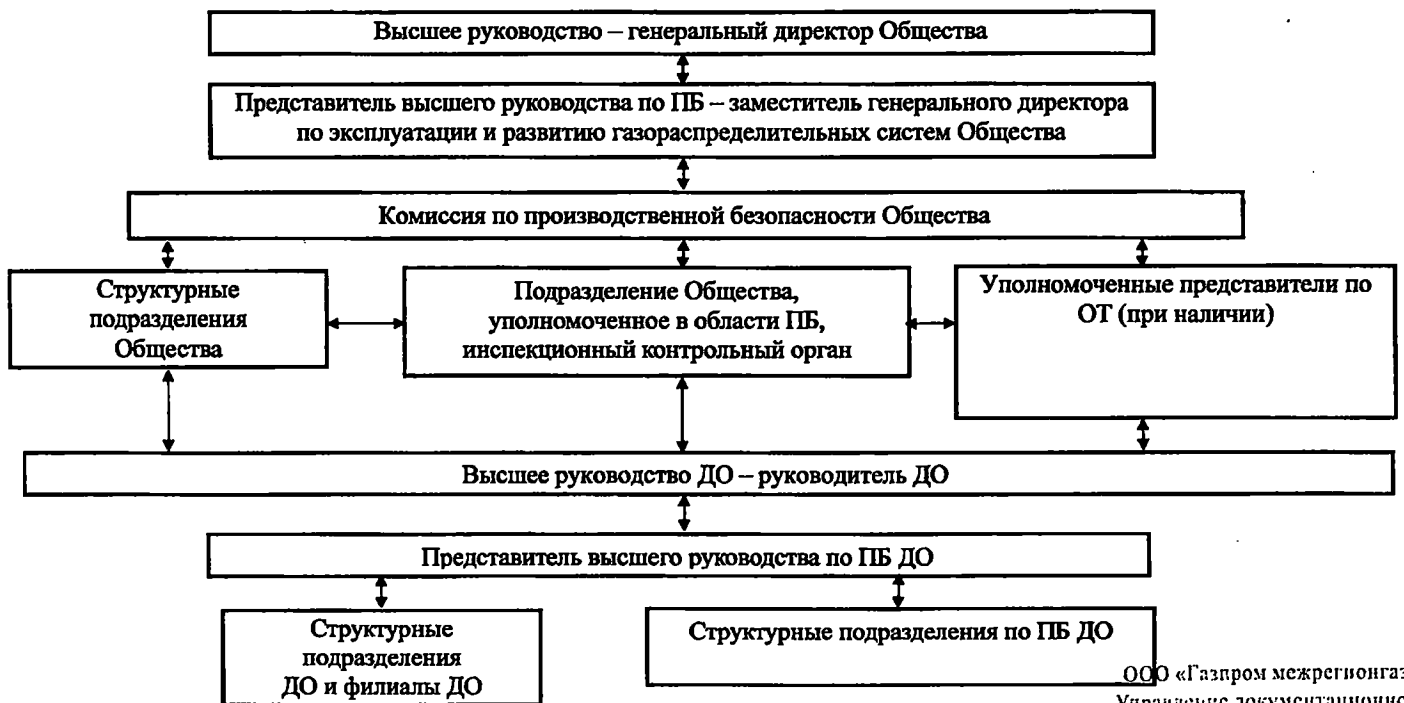 Высшее руководство – генеральный директор Общества
Представитель высшего руководства по ПБ – заместитель генерального директора
по эксплуатации и развитию газораспределительных систем Общества
Комиссия по производственной безопасности Общества
Структурные
подразделения
Общества
Подразделение Общества,
уполномоченное в области ПБ,
инспекционный контрольный орган
Уполномоченные представители по
ОТ (при наличии)
Высшее руководство ДО – руководитель ДО
Представитель высшего руководства по ПБ ДО
Структурные
подразделения
ДО и филиалы ДО
Структурные подразделения по ПБ ДО
ООО «Газпром межрегионгаз
Управление документационно